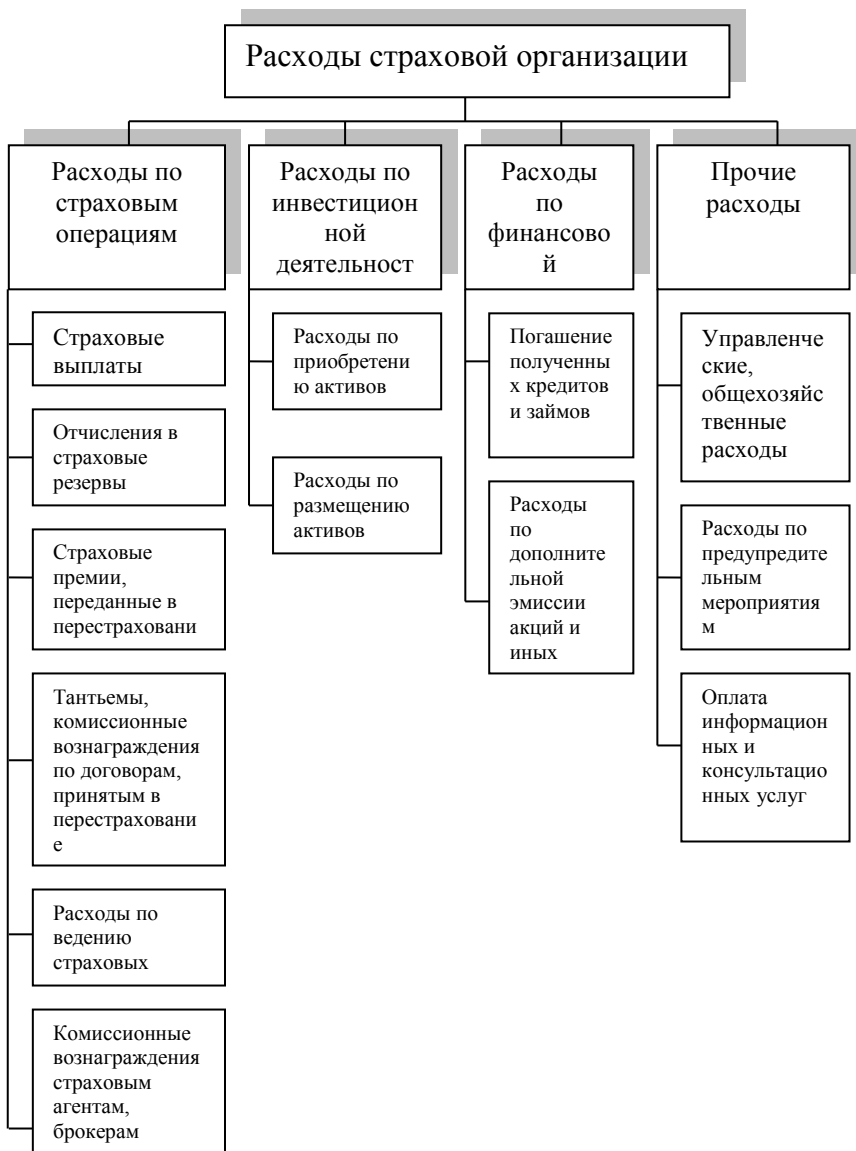 Расходы страховой организации
Расходы по
страховым
операциям
Страховые
выплаты
Отчисления в
страховые
резервы
Страховые
премии,
переданные в
перестраховани
Тантьемы,
комиссионные
вознаграждения
по договорам,
принятым в
перестраховани
е
Расходы по
ведению
страховых
Комиссионные
вознаграждения
страховым
агентам,
брокерам
Расходы по
инвестицион
ной
деятельност
Расходы по
приобретени
ю активов
Расходы по
размещению
активов
Расходы
по
финансово
й
Погашение
полученны
х кредитов
и займов
Расходы
по
дополните
льной
эмиссии
акций и
иных
Прочие
расходы
Управленче
ские,
общехозяйс
твенные
расходы
Расходы по
предупредите
льным
мероприятия
м
Оплата
информацион
ных и
консультацио
нных услуг